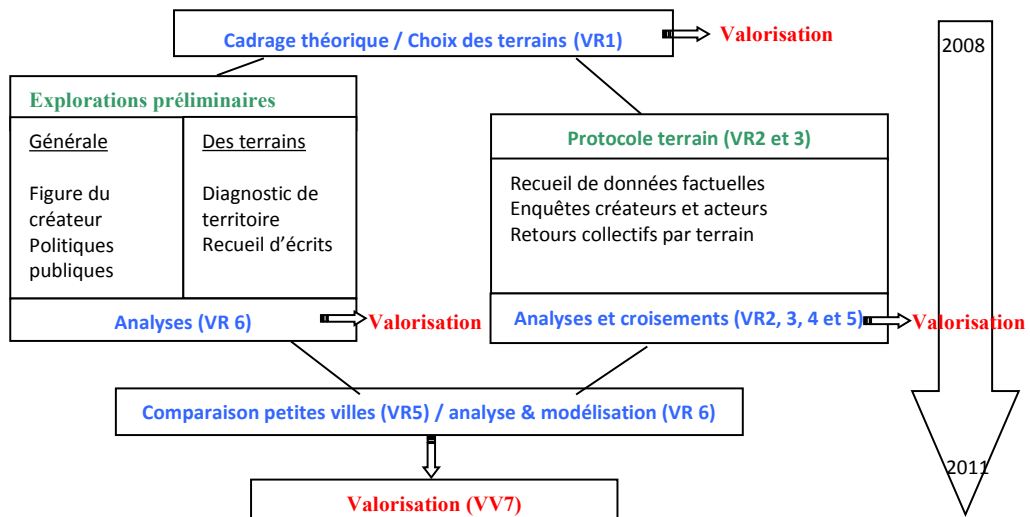 Cadrage théorique / Choix des terrains (VR1)
Valorisation
2008
Explorations préliminaires
Générale
Figure du
créateur
Politiques
publiques
Des terrains
Diagnostic de
territoire
Recueil d’écrits
Protocole terrain (VR2 et 3)
Recueil de données factuelles
Enquêtes créateurs et acteurs
Retours collectifs par terrain
Analyses (VR 6)
Valorisation
Analyses et croisements (VR2, 3, 4 et 5)
Valorisation
Comparaison petites villes (VR5) / analyse & modélisation (VR 6)
2011
Valorisation (VV7)